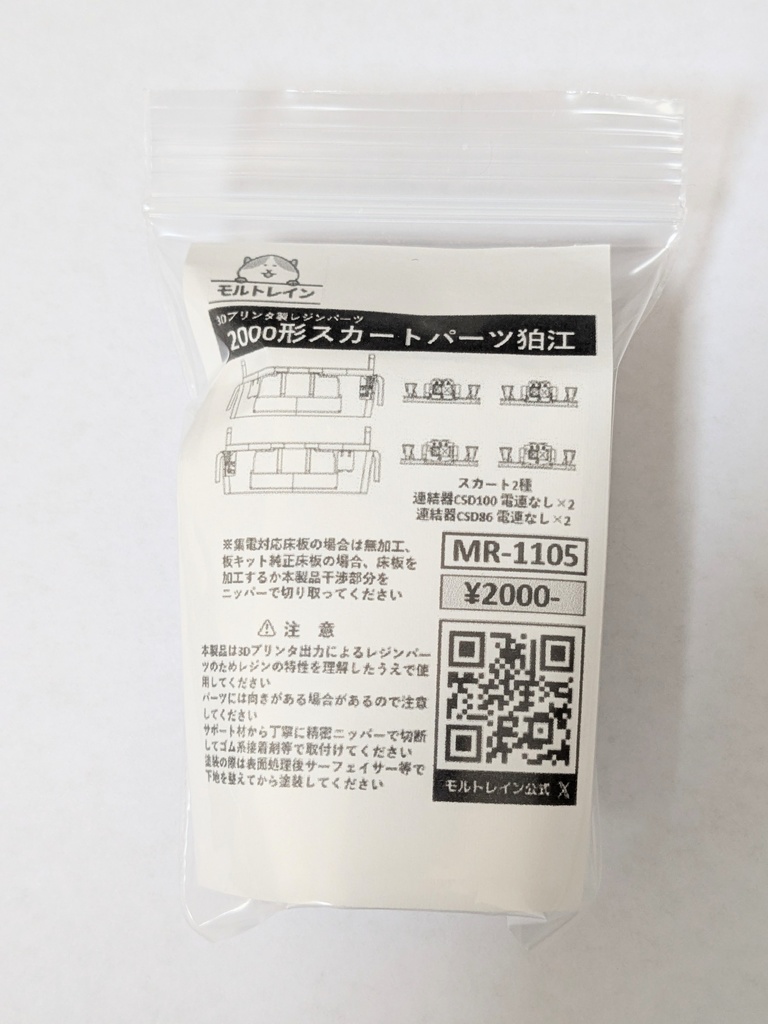 モルトレイン
3Dプリンタ製レジンパーツ
2000形スカートパーツ狛江
スカート2種
連結器CSD100 電連なし×2
連結器CSD86 電連なし×2
※集電対応床板の場合は無加工、
板キット純正床板の場合、床板を
加工するか本製品干渉部分を
ニッパーで切り取ってください
MR-1105
¥2000-
⚠ 注 意
本製品は3Dプリンタ出力によるレジンパー
ツのためレジンの特性を理解したうえで使
用してください
パーツには向きがある場合があるので注意
してください
サポート材から丁寧に精密ニッパーで切断
してゴム系接着剤等で取付けてください
塗装の際は表面処理後サーフェイサー等で
下地を整えてから塗装してください
モルトレイン公式 X